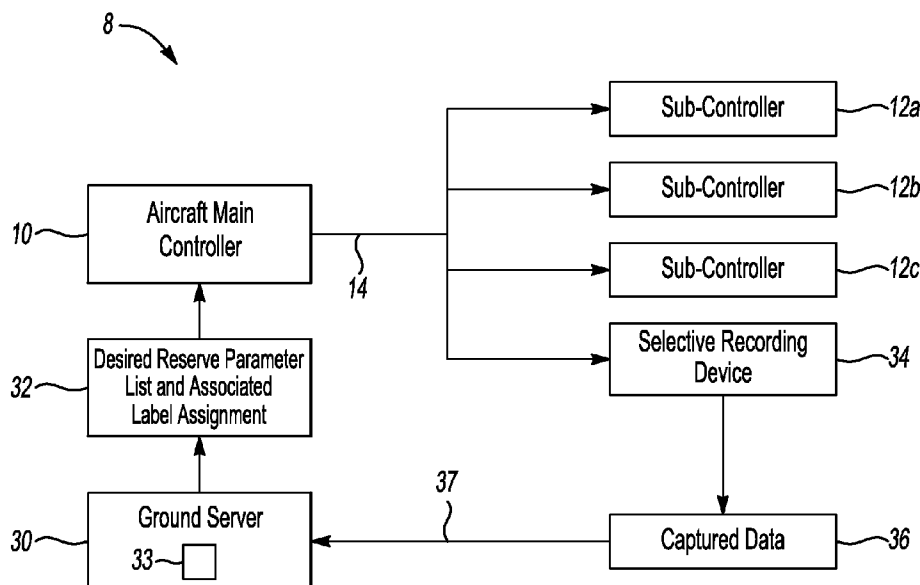 8
Sub-Controller
12a
Sub-Controller
12b
Aircraft Main
Controller
10
14
Sub-Controller
12c
Desired Reserve Parameter
List and Associated
Label Assignment
32
Selective Recording
Device
34
37
Ground Server
33
30
Captured Data
36